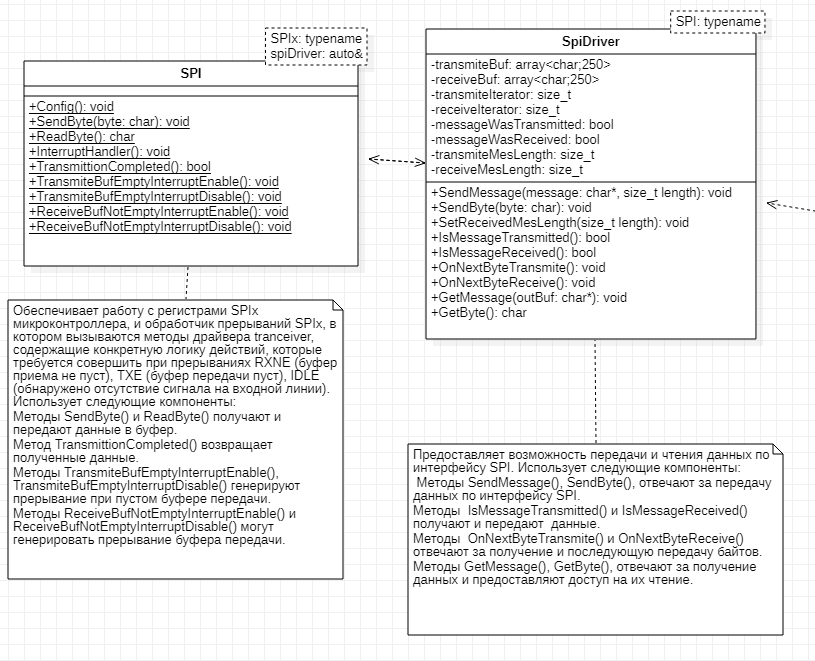 SPIx: typename
spiDriver: auto&
SPI
+Config(): void
+SendByte(byte: char): void
+ReadByte(): char
+InterruptHandler(): void
+TransmittionCompleted(): bool
+TransmiteBufEmptyInterruptEnable(): void
+TransmiteBufEmptyInterruptDisable(): void
+ReceiveBufNotEmptyInterruptEnable(): void
+ReceiveBufNotEmptyInterruptDisable(): void
Обеспечивает работу с регистрами SPIx
микроконтроллера, и обработчик прерываний SPIx, в
котором вызываются методы драйвера tranceiver,
содержащие конкретную логику действий, которые
требуется совершить при прерываниях RXNE (буфер
приема не пуст), TXE (буфер передачи пуст), IDLE
(обнаружено отсутствие сигнала на входной линии).
Использует следующие компоненты:
Методы SendByte() и ReadByte() получают и
передают данные в буфер.
Метод TransmittionCompleted() возвращает
полученные данные.
Методы TransmiteBufEmptyInterruptEnable(),
TransmiteBufEmptyInterruptDisable() генерируют
прерывание при пустом буфере передачи.
Методы ReceiveBufNotEmptyInterruptEnable() и
ReceiveBufNotEmptyInterruptDisable() могут
генерировать прерывание буфера передачи.
SPI: typename
SpiDriver
-transmiteBuf: array<char;250>
-receiveBuf: array<char;250>
-transmiteIterator: size_t
-receiveIterator: size_t
-messageWasTransmitted: bool
-messageWasReceived: bool
-transmiteMesLength: size_t
-receiveMesLength: size_t
+SendMessage(message: char*, size_t length): void
+SendByte(byte: char): void
+SetReceivedMesLength(size_t length): void
+IsMessageTransmitted(): bool
+IsMessageReceived(): bool
+OnNextByteTransmite(): void
+OnNextByteReceive(): void
+GetMessage(outBuf: char*): void
+GetByte(): char
Предоставляет возможность передачи и чтения данных по
интерфейсу SPI. Использует следующие компоненты:
Методы SendMessage(), SendByte(), отвечают за передачу
данных по интерфейсу SPI.
Методы IsMessageTransmitted() и IsMessageReceived()
получают и передают данные.
Методы OnNextByteTransmite() и OnNextByteReceive()
отвечают за получение и последующую передачу байтов.
Методы GetMessage(), GetByte(), отвечают за получение
данных и предоставляют доступ на их чтение.